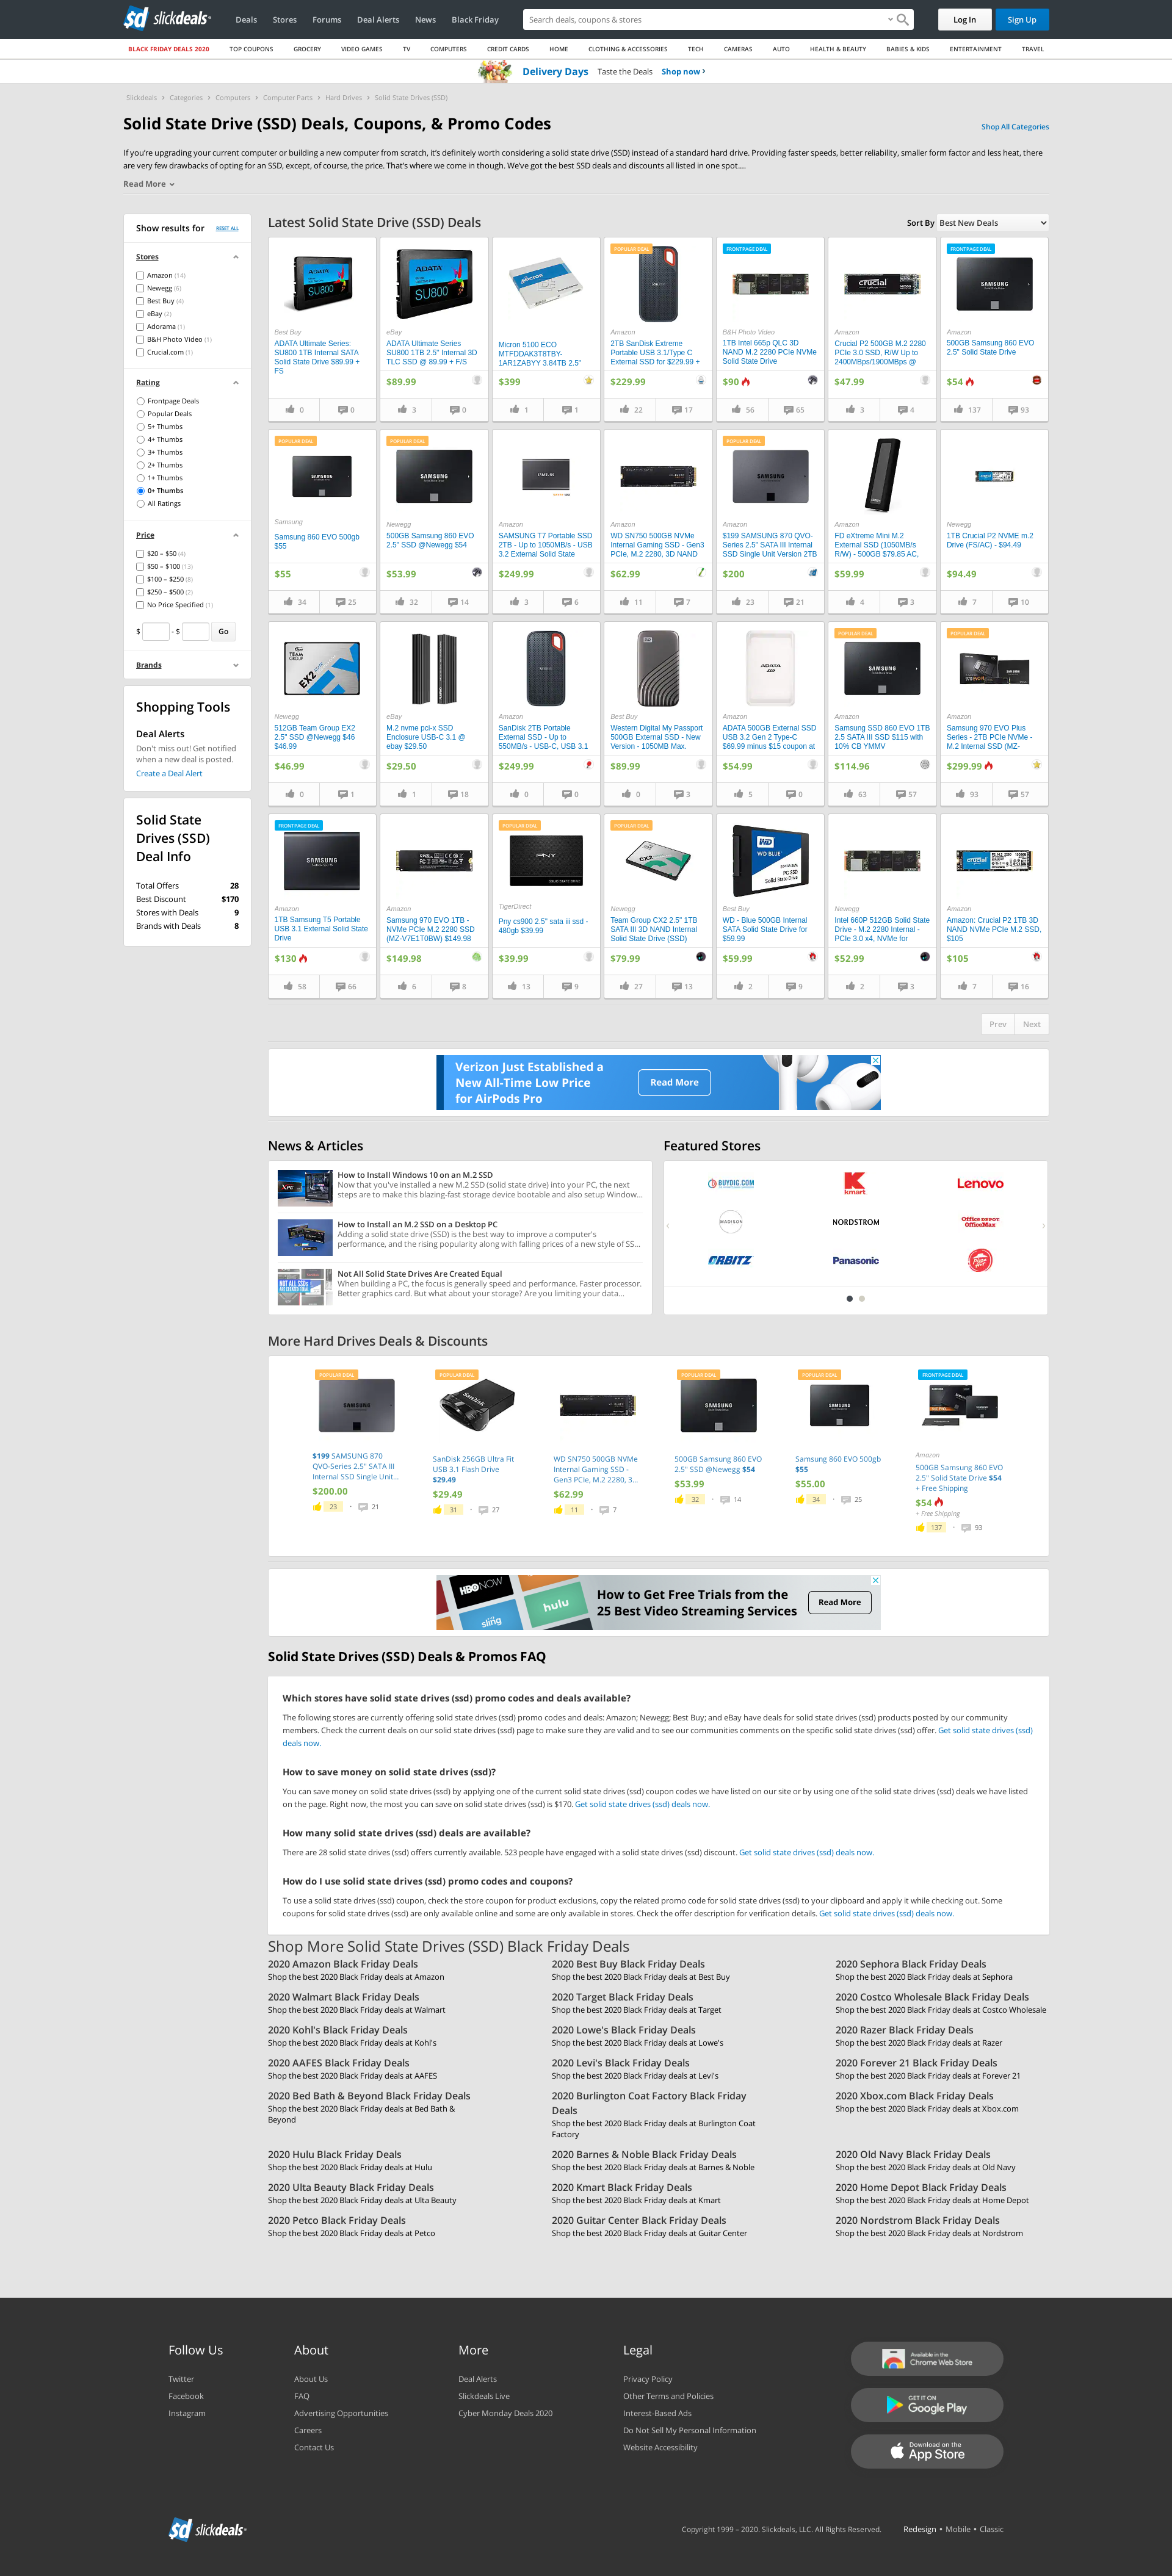 sd slickdeals
Deals Stores Forums Deal Alerts News Black Friday
Search deals, coupons & stores
Log In Sign Up
BLACK FRIDAY DEALS 2020 TOP COUPONS GROCERY VIDEO GAMES TV COMPUTERS CREDIT CARDS HOME CLOTHING & ACCESSORIES TECH CAMERAS AUTO HEALTH & BEAUTY BABIES & KIDS ENTERTAINMENT TRAVEL
Delivery Days Taste the Deals Shop now ›
Slickdeals › Categories › Computers › Computer Parts › Hard Drives › Solid State Drives (SSD)
Solid State Drive (SSD) Deals, Coupons, & Promo Codes
Shop All Categories
If you're upgrading your current computer or building a new computer from scratch, it's definitely worth considering a solid state drive (SSD) instead of a standard hard drive. Providing faster speeds, better reliability, smaller form factor and less heat, there
are very few drawbacks of opting for an SSD, except, of course, the price. That's where we come in though. We've got the best SSD deals and discounts all listed in one spot....
Read More
Show results for RESET ALL
Stores
Amazon (14)
Newegg (6)
Best Buy (4)
eBay (2)
Adorama (1)
B&H Photo Video (1)
Crucial.com (1)
Rating
Frontpage Deals
Popular Deals
5+ Thumbs
4+ Thumbs
3+ Thumbs
2+ Thumbs
1+ Thumbs
0+ Thumbs
All Ratings
Price
$20 – $50 (4)
$50 – $100 (13)
$100 – $250 (8)
$250 – $500 (2)
No Price Specified (1)
$ - $ Go
Brands
Shopping Tools
Deal Alerts
Don't miss out! Get notified
when a new deal is posted.
Create a Deal Alert
Solid State
Drives (SSD)
Deal Info
Total Offers 28
Best Discount $170
Stores with Deals 9
Brands with Deals 8
Latest Solid State Drive (SSD) Deals
Sort By Best New Deals
Best Buy
ADATA Ultimate Series:
SU800 1TB Internal SATA
Solid State Drive $89.99 +
FS
0 0
eBay
ADATA Ultimate Series
SU800 1TB 2.5" Internal 3D
TLC SSD @ 89.99 + F/S
$89.99
3 0
Micron 5100 ECO
MTFDDAK3T8TBY-
1AR1ZABYY 3.84TB 2.5"
$399
1 1
POPULAR DEAL
Amazon
2TB SanDisk Extreme
Portable USB 3.1/Type C
External SSD for $229.99 +
$229.99
22 17
FRONTPAGE DEAL
B&H Photo Video
1TB Intel 665p QLC 3D
NAND M.2 2280 PCIe NVMe
Solid State Drive
$90
56 65
Amazon
Crucial P2 500GB M.2 2280
PCIe 3.0 SSD, R/W Up to
2400MBps/1900MBps @
$47.99
3 4
FRONTPAGE DEAL
Amazon
500GB Samsung 860 EVO
2.5" Solid State Drive
$54
137 93
POPULAR DEAL
Samsung
Samsung 860 EVO 500gb
$55
$55
34 25
POPULAR DEAL
Newegg
500GB Samsung 860 EVO
2.5" SSD @Newegg $54
$53.99
32 14
Amazon
SAMSUNG T7 Portable SSD
2TB - Up to 1050MB/s - USB
3.2 External Solid State
$249.99
3 6
Amazon
WD SN750 500GB NVMe
Internal Gaming SSD - Gen3
PCIe, M.2 2280, 3D NAND
$62.99
11 7
POPULAR DEAL
Amazon
$199 SAMSUNG 870 QVO-
Series 2.5" SATA III Internal
SSD Single Unit Version 2TB
$200
23 21
Amazon
FD eXtreme Mini M.2
External SSD (1050MB/s
R/W) - 500GB $79.85 AC,
$59.99
4 3
Newegg
1TB Crucial P2 NVME m.2
Drive (FS/AC) - $94.49
$94.49
7 10
Newegg
512GB Team Group EX2
2.5" SSD @Newegg $46
$46.99
$46.99
0 1
eBay
M.2 nvme pci-x SSD
Enclosure USB-C 3.1 @
ebay $29.50
$29.50
1 18
Amazon
SanDisk 2TB Portable
External SSD - Up to
550MB/s - USB-C, USB 3.1
$249.99
0 0
Best Buy
Western Digital My Passport
500GB External SSD - New
Version - 1050MB Max.
$89.99
0 3
Amazon
ADATA 500GB External SSD
USB 3.2 Gen 2 Type-C
$69.99 minus $15 coupon at
$54.99
5 0
POPULAR DEAL
Amazon
Samsung SSD 860 EVO 1TB
2.5 SATA III SSD $115 with
10% CB YMMV
$114.96
63 57
POPULAR DEAL
Amazon
Samsung 970 EVO Plus
Series - 2TB PCIe NVMe -
M.2 Internal SSD (MZ-
$299.99
93 57
FRONTPAGE DEAL
Amazon
1TB Samsung T5 Portable
USB 3.1 External Solid State
Drive
$130
58 66
Amazon
Samsung 970 EVO 1TB -
NVMe PCIe M.2 2280 SSD
(MZ-V7E1T0BW) $149.98
$149.98
6 8
POPULAR DEAL
TigerDirect
Pny cs900 2.5" sata iii ssd -
480gb $39.99
$39.99
13 9
POPULAR DEAL
Newegg
Team Group CX2 2.5" 1TB
SATA III 3D NAND Internal
Solid State Drive (SSD)
$79.99
27 13
Best Buy
WD - Blue 500GB Internal
SATA Solid State Drive for
$59.99
$59.99
2 9
Newegg
Intel 660P 512GB Solid State
Drive - M.2 2280 Internal -
PCIe 3.0 x4, NVMe for
$52.99
2 3
Amazon
Amazon: Crucial P2 1TB 3D
NAND NVMe PCIe M.2 SSD,
$105
$105
7 16
Prev Next
Verizon Just Established a
New All-Time Low Price
for AirPods Pro
Read More
News & Articles
How to Install Windows 10 on an M.2 SSD
Now that you've installed a new M.2 SSD (solid state drive) into your PC, the next
steps are to make this blazing-fast storage device bootable and also setup Window...
How to Install an M.2 SSD on a Desktop PC
Adding a solid state drive (SSD) is the best way to improve a computer's
performance, and the rising popularity along with falling prices of a new style of SS...
Not All Solid State Drives Are Created Equal
When building a PC, the focus is generally speed and performance. Faster processor.
Better graphics card. But what about your storage? Are you limiting your data...
Featured Stores
BUYDIG.COM kmart Lenovo
MADISON NORDSTROM Office DEPOT OfficeMax
ORBITZ Panasonic Pizza Hut
More Hard Drives Deals & Discounts
POPULAR DEAL
$199 SAMSUNG 870
QVO-Series 2.5" SATA III
Internal SSD Single Unit...
$200.00
23 · 21
POPULAR DEAL
SanDisk 256GB Ultra Fit
USB 3.1 Flash Drive
$29.49
$29.49
31 · 27
WD SN750 500GB NVMe
Internal Gaming SSD -
Gen3 PCIe, M.2 2280, 3...
$62.99
11 · 7
POPULAR DEAL
500GB Samsung 860 EVO
2.5" SSD @Newegg $54
$53.99
32 · 14
POPULAR DEAL
Samsung 860 EVO 500gb
$55
$55.00
34 · 25
FRONTPAGE DEAL
Amazon
500GB Samsung 860 EVO
2.5" Solid State Drive $54
+ Free Shipping
$54
+ Free Shipping
137 · 93
HBO NOW
sling
hulu
How to Get Free Trials from the
25 Best Video Streaming Services
Read More
Solid State Drives (SSD) Deals & Promos FAQ
Which stores have solid state drives (ssd) promo codes and deals available?
The following stores are currently offering solid state drives (ssd) promo codes and deals: Amazon; Newegg; Best Buy; and eBay have deals for solid state drives (ssd) products posted by our community
members. Check the current deals on our solid state drives (ssd) page to make sure they are valid and to see our communities comments on the specific solid state drives (ssd) offer. Get solid state drives (ssd)
deals now.
How to save money on solid state drives (ssd)?
You can save money on solid state drives (ssd) by applying one of the current solid state drives (ssd) coupon codes we have listed on our site or by using one of the solid state drives (ssd) deals we have listed
on the page. Right now, the most you can save on solid state drives (ssd) is $170. Get solid state drives (ssd) deals now.
How many solid state drives (ssd) deals are available?
There are 28 solid state drives (ssd) offers currently available. 523 people have engaged with a solid state drives (ssd) discount. Get solid state drives (ssd) deals now.
How do I use solid state drives (ssd) promo codes and coupons?
To use a solid state drives (ssd) coupon, check the store coupon for product exclusions, copy the related promo code for solid state drives (ssd) to your clipboard and apply it while checking out. Some
coupons for solid state drives (ssd) are only available online and some are only available in stores. Check the offer description for verification details. Get solid state drives (ssd) deals now.
Shop More Solid State Drives (SSD) Black Friday Deals
2020 Amazon Black Friday Deals
Shop the best 2020 Black Friday deals at Amazon
2020 Best Buy Black Friday Deals
Shop the best 2020 Black Friday deals at Best Buy
2020 Sephora Black Friday Deals
Shop the best 2020 Black Friday deals at Sephora
2020 Walmart Black Friday Deals
Shop the best 2020 Black Friday deals at Walmart
2020 Target Black Friday Deals
Shop the best 2020 Black Friday deals at Target
2020 Costco Wholesale Black Friday Deals
Shop the best 2020 Black Friday deals at Costco Wholesale
2020 Kohl's Black Friday Deals
Shop the best 2020 Black Friday deals at Kohl's
2020 Lowe's Black Friday Deals
Shop the best 2020 Black Friday deals at Lowe's
2020 Razer Black Friday Deals
Shop the best 2020 Black Friday deals at Razer
2020 AAFES Black Friday Deals
Shop the best 2020 Black Friday deals at AAFES
2020 Levi's Black Friday Deals
Shop the best 2020 Black Friday deals at Levi's
2020 Forever 21 Black Friday Deals
Shop the best 2020 Black Friday deals at Forever 21
2020 Bed Bath & Beyond Black Friday Deals
Shop the best 2020 Black Friday deals at Bed Bath &
Beyond
2020 Burlington Coat Factory Black Friday
Deals
Shop the best 2020 Black Friday deals at Burlington Coat
Factory
2020 Xbox.com Black Friday Deals
Shop the best 2020 Black Friday deals at Xbox.com
2020 Hulu Black Friday Deals
Shop the best 2020 Black Friday deals at Hulu
2020 Barnes & Noble Black Friday Deals
Shop the best 2020 Black Friday deals at Barnes & Noble
2020 Old Navy Black Friday Deals
Shop the best 2020 Black Friday deals at Old Navy
2020 Ulta Beauty Black Friday Deals
Shop the best 2020 Black Friday deals at Ulta Beauty
2020 Kmart Black Friday Deals
Shop the best 2020 Black Friday deals at Kmart
2020 Home Depot Black Friday Deals
Shop the best 2020 Black Friday deals at Home Depot
2020 Petco Black Friday Deals
Shop the best 2020 Black Friday deals at Petco
2020 Guitar Center Black Friday Deals
Shop the best 2020 Black Friday deals at Guitar Center
2020 Nordstrom Black Friday Deals
Shop the best 2020 Black Friday deals at Nordstrom
Follow Us
Twitter
Facebook
Instagram
About
About Us
FAQ
Advertising Opportunities
Careers
Contact Us
More
Deal Alerts
Slickdeals Live
Cyber Monday Deals 2020
Legal
Privacy Policy
Other Terms and Policies
Interest-Based Ads
Do Not Sell My Personal Information
Website Accessibility
Available in the
Chrome Web Store
GET IT ON
Google Play
Download on the
App Store
sd slickdeals
Copyright 1999 – 2020. Slickdeals, LLC. All Rights Reserved. Redesign • Mobile • Classic